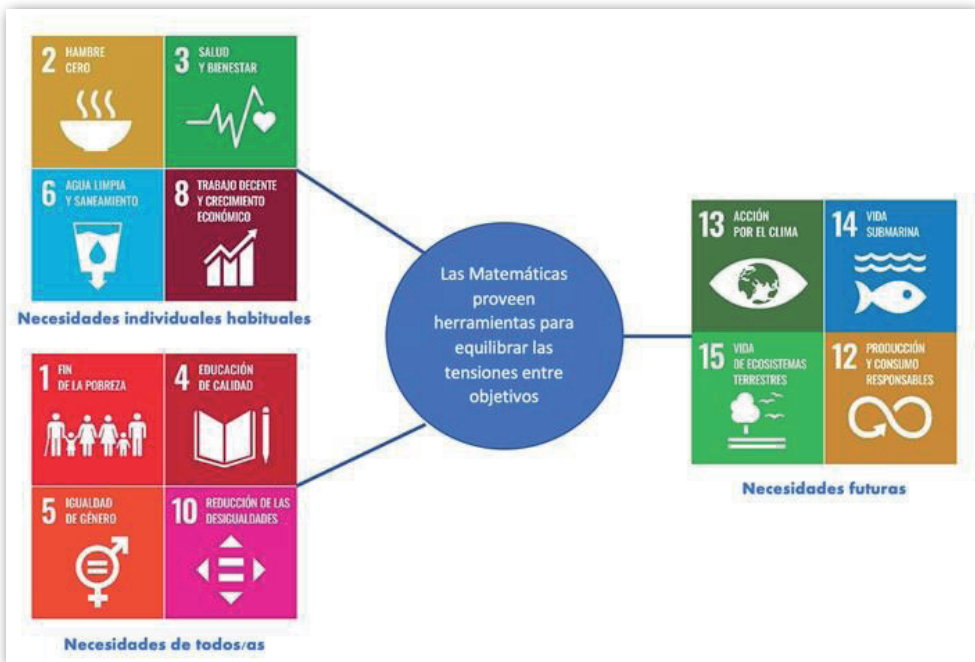 2 HAMBRE
CERO
3 SALUD
Y BIENESTAR
6 AGUA LIMPIA
Y SANEAMIENTO
8 TRABAJO DECENTE
Y CRECIMIENTO
ECONÓMICO
Necesidades individuales habituales
1 FIN
DE LA POBREZA
4 EDUCACIÓN
DE CALIDAD
5 IGUALDAD
DE GÉNERO
10 REDUCCIÓN DE LAS
DESIGUALDADES
Necesidades de todos/as
Las Matemáticas
proveen
herramientas para
equilibrar las
tensiones entre
objetivos
13 ACCIÓN
POR EL CLIMA
14 VIDA
SUBMARINA
15 VIDA
DE ECOSISTEMAS
TERRESTRES
12 PRODUCCIÓN
Y CONSUMO
RESPONSABLES
Necesidades futuras